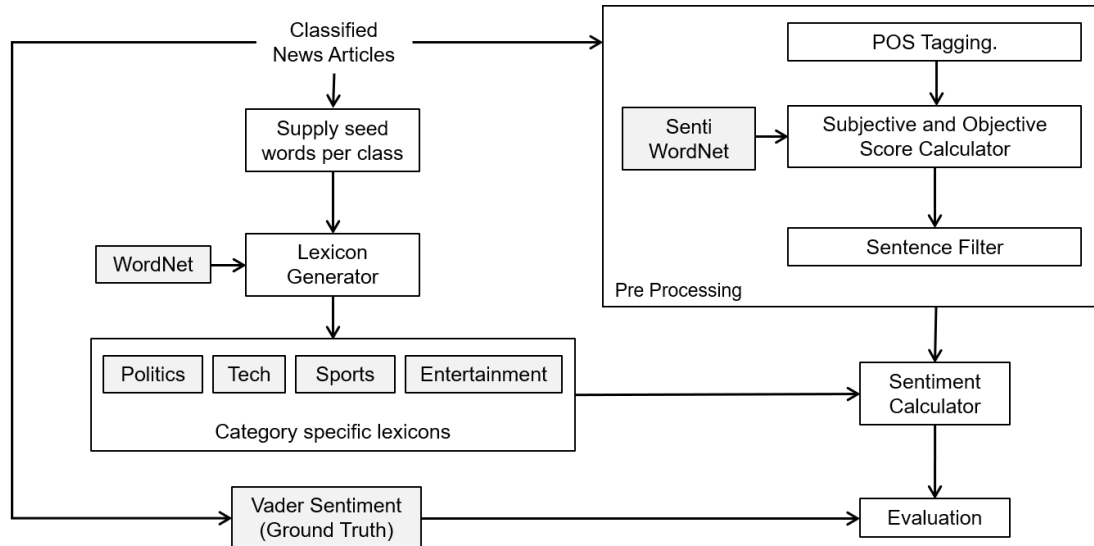 Classified
News Articles
POS Tagging.
Supply seed
words per class
Senti
WordNet
Subjective and Objective
Score Calculator
WordNet
Lexicon
Generator
Sentence Filter
Pre Processing
Politics
Tech
Sports
Entertainment
Category specific lexicons
Sentiment
Calculator
Vader Sentiment
(Ground Truth)
Evaluation